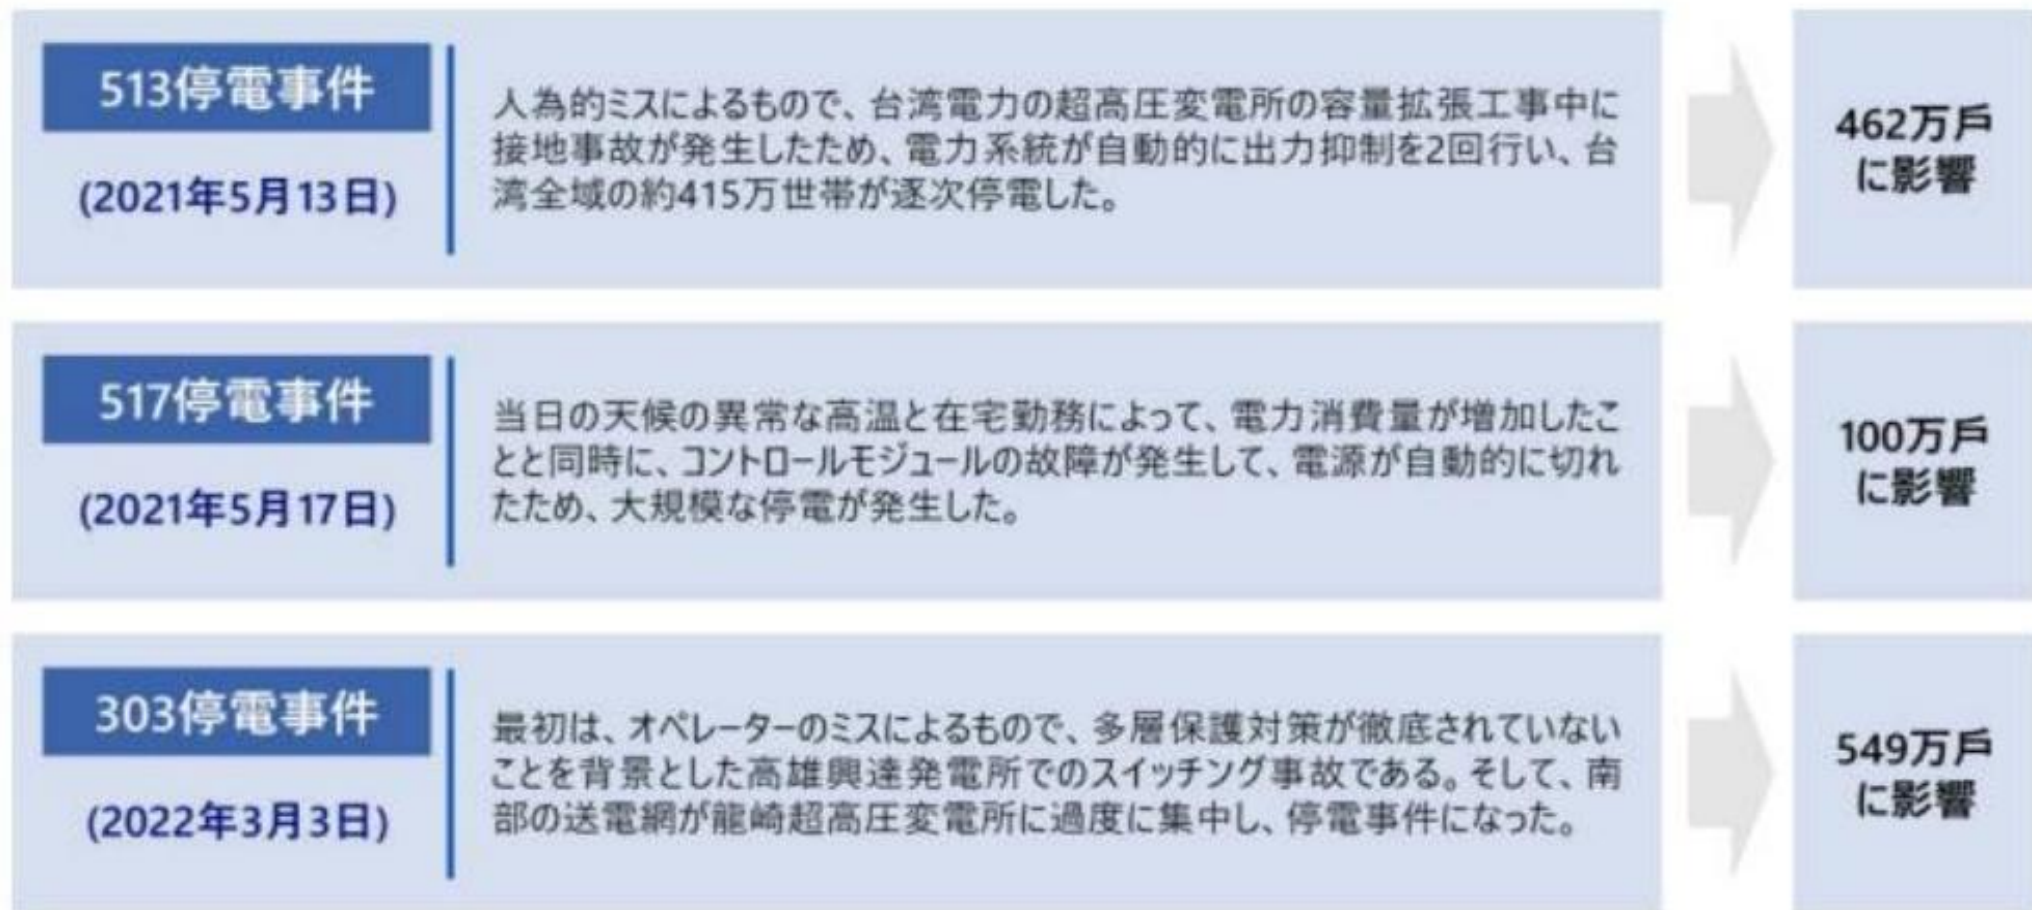 513停電事件
(2021年5月13日)
人為的ミスによるもので、台湾電力の超高圧変電所の容量拡張工事中に
接地事故が発生したため、電力系統が自動的に出力抑制を2回行い、台
湾全域の約415万世帯が逐次停電した。
462万戶
に影響
517停電事件
(2021年5月17日)
当日の天候の異常な高温と在宅勤務によって、電力消費量が増加したこ
とと同時に、コントロールモジュールの故障が発生して、電源が自動的に切れ
たため、大規模な停電が発生した。
100万戶
に影響
303停電事件
(2022年3月3日)
最初は、オペレーターのミスによるもので、多層保護対策が徹底されていない
ことを背景とした高雄興達発電所でのスイッチング事故である。そして、南
部の送電網が龍崎超高圧変電所に過度に集中し、停電事件になった。
549万戶
に影響